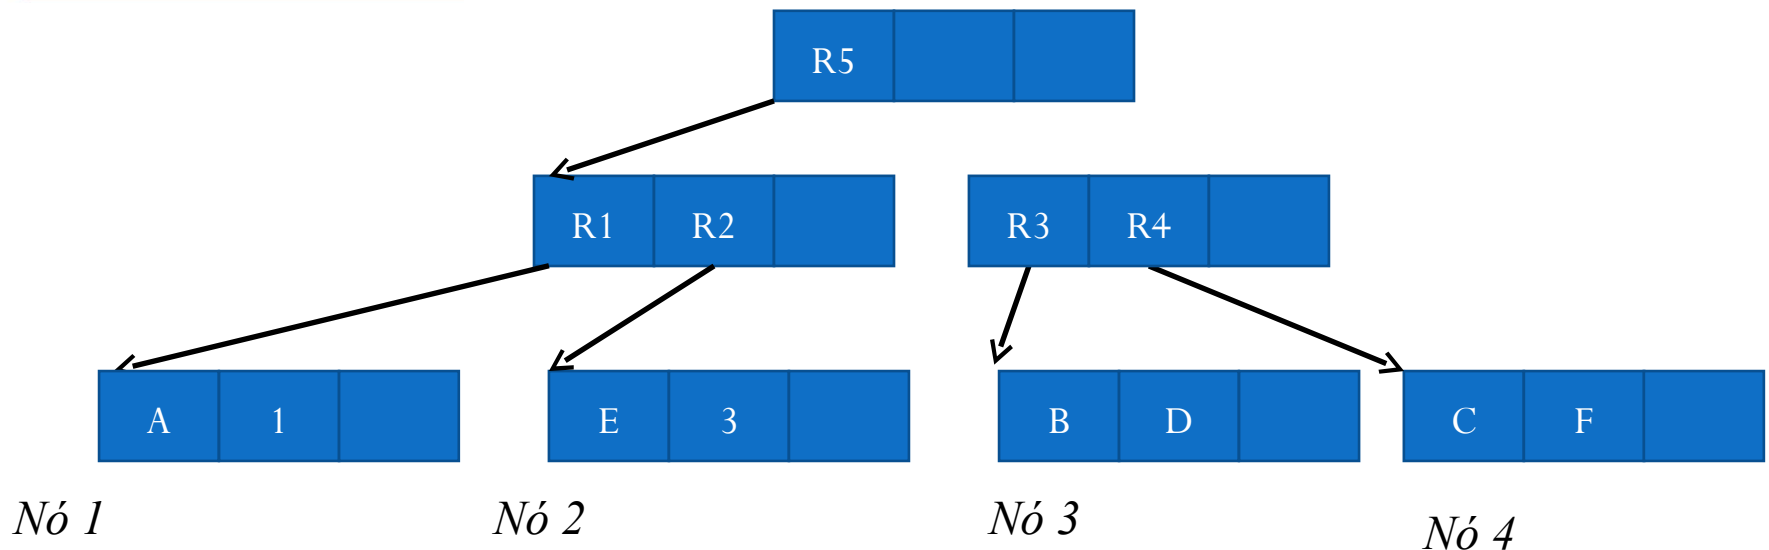 R5
R1 R2 R3 R4
A 1 E 3 B D C F
Nó 1 Nó 2 Nó 3 Nó 4